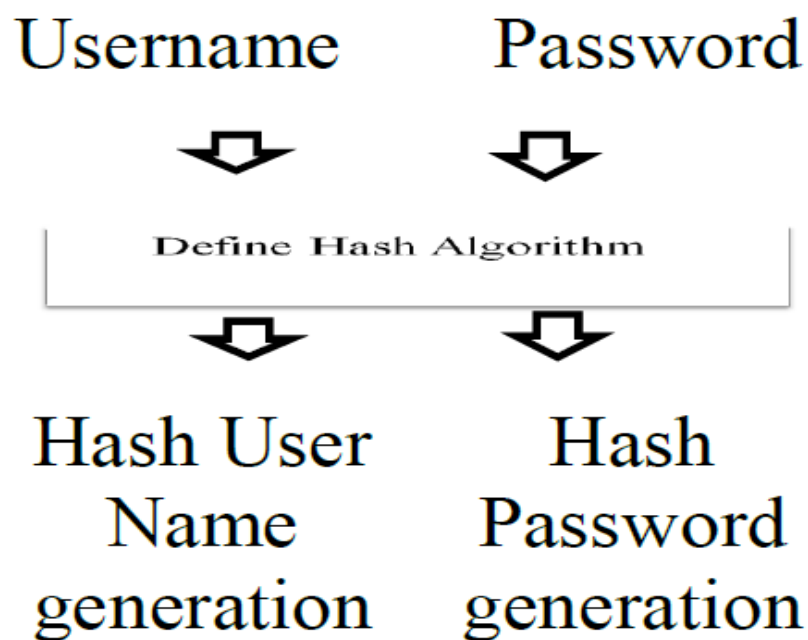 Username Password
Define Hash Algorithm
Hash User Hash
Name Password
generation generation